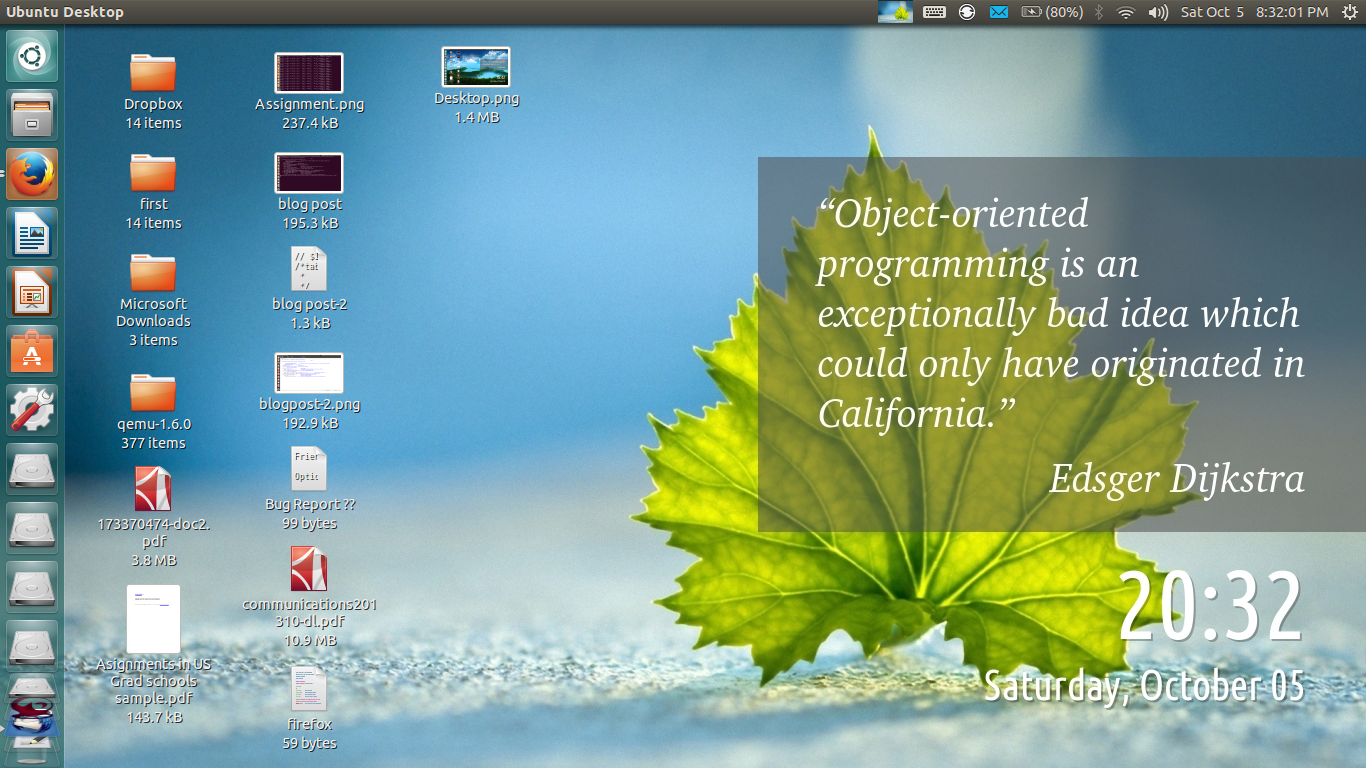 Ubuntu Desktop
(80%)
Sat Oct 5
8:32:01 PM
Dropbox
14 items
first
14 items
Microsoft
Downloads
3 items
qemu-1.6.0
377 items
173370474-doc2.
pdf
3.8 MB
Asignments in US
Grad schools
sample.pdf
143.7 kB
Assignment.png
237.4 kB
blog post
195.3 kB
// $l
/*tat
*
*/
blog post-2
1.3 kB
blogpost-2.png
192.9 kB
Frier
Optic
Bug Report ??
99 bytes
communications201
310-dl.pdf
10.9 MB
firefox
59 bytes
Desktop.png
1.4 MB
“Object-oriented
programming is an
exceptionally bad idea which
could only have originated in
California.”
Edsger Dijkstra
20:32
Saturday, October 05